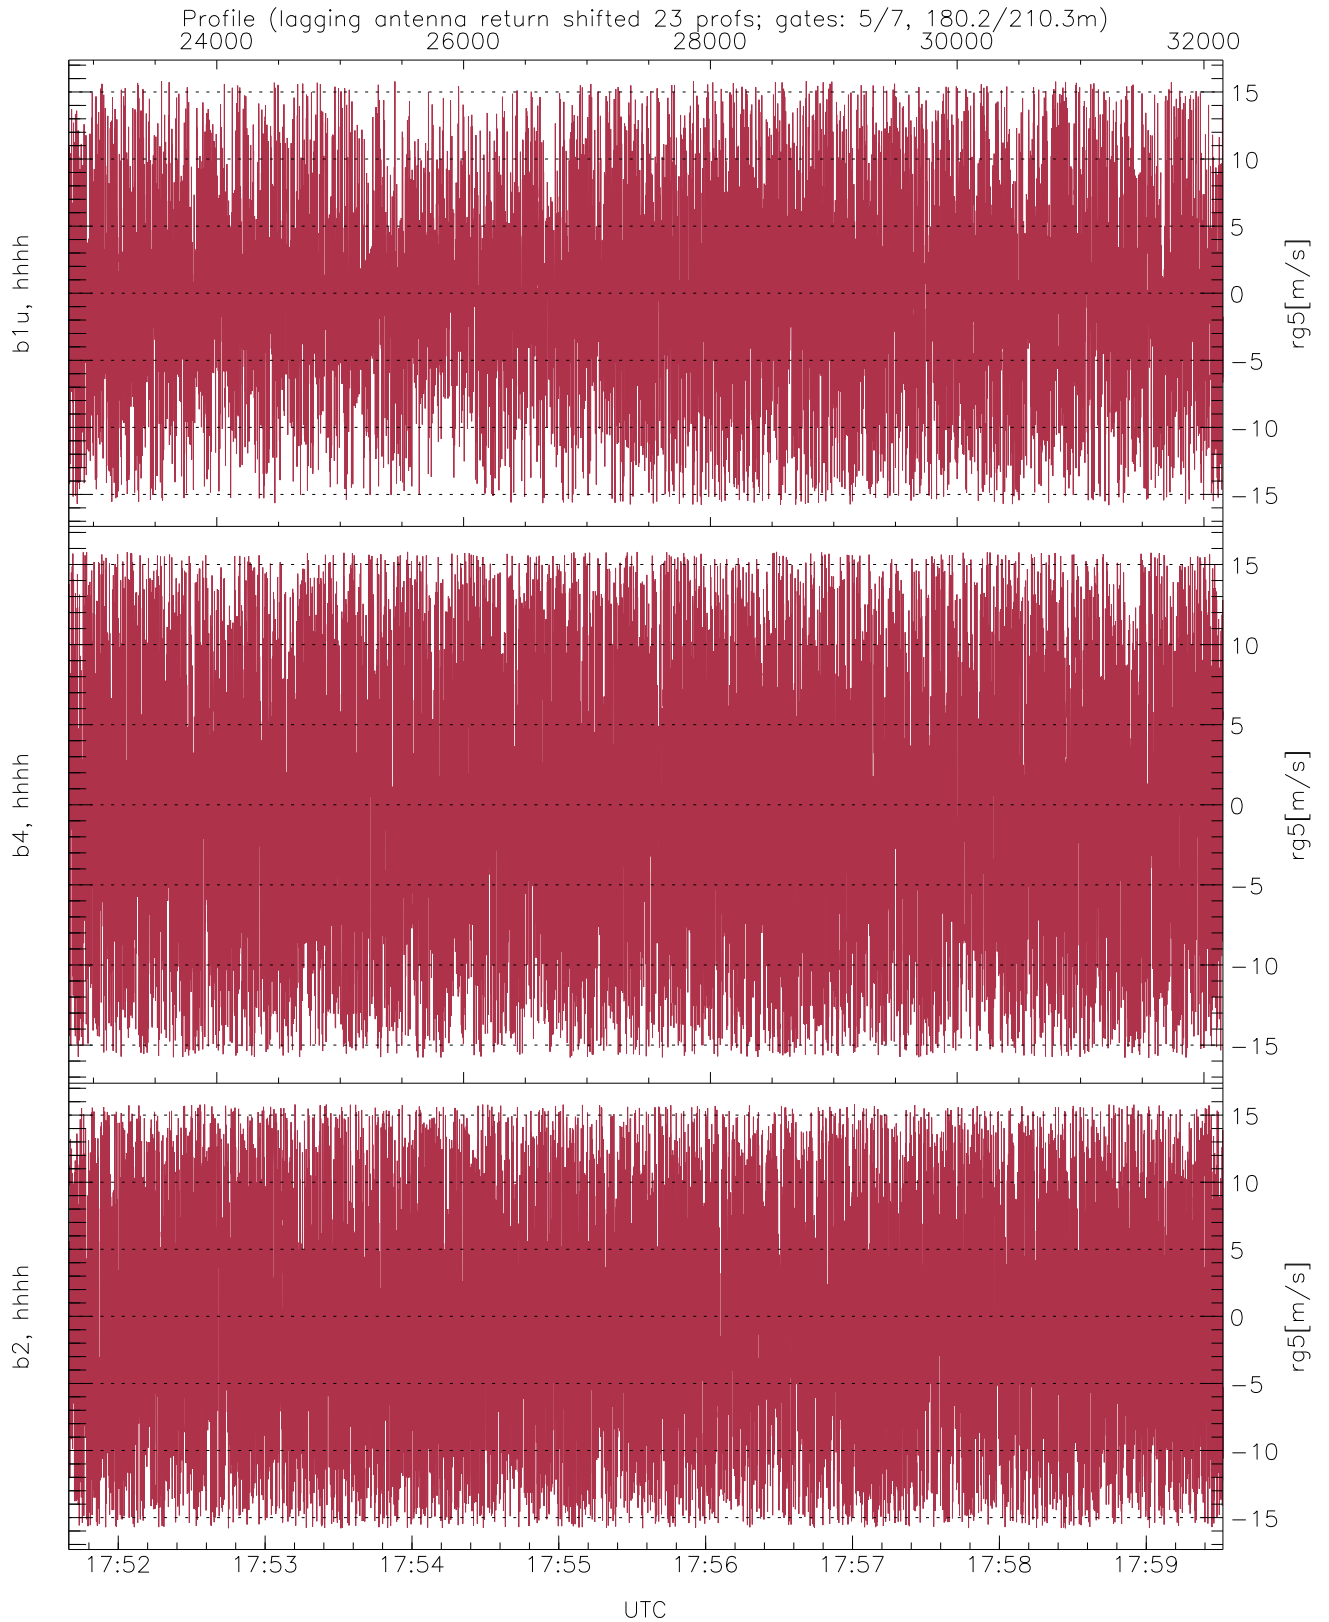 Profile (lagging antenna return shifted 23 profs; gates: 5/7, 180.2/210.3m)
24000 26000 28000 30000 32000
15
10
5
0
−5
−10
−15
b1u, hhhh
rg5[m/s]
15
10
5
0
−5
−10
−15
b4, hhhh
rg5[m/s]
15
10
5
0
−5
−10
−15
b2, hhhh
rg5[m/s]
17:52 17:53 17:54 17:55 17:56 17:57 17:58 17:59
UTC